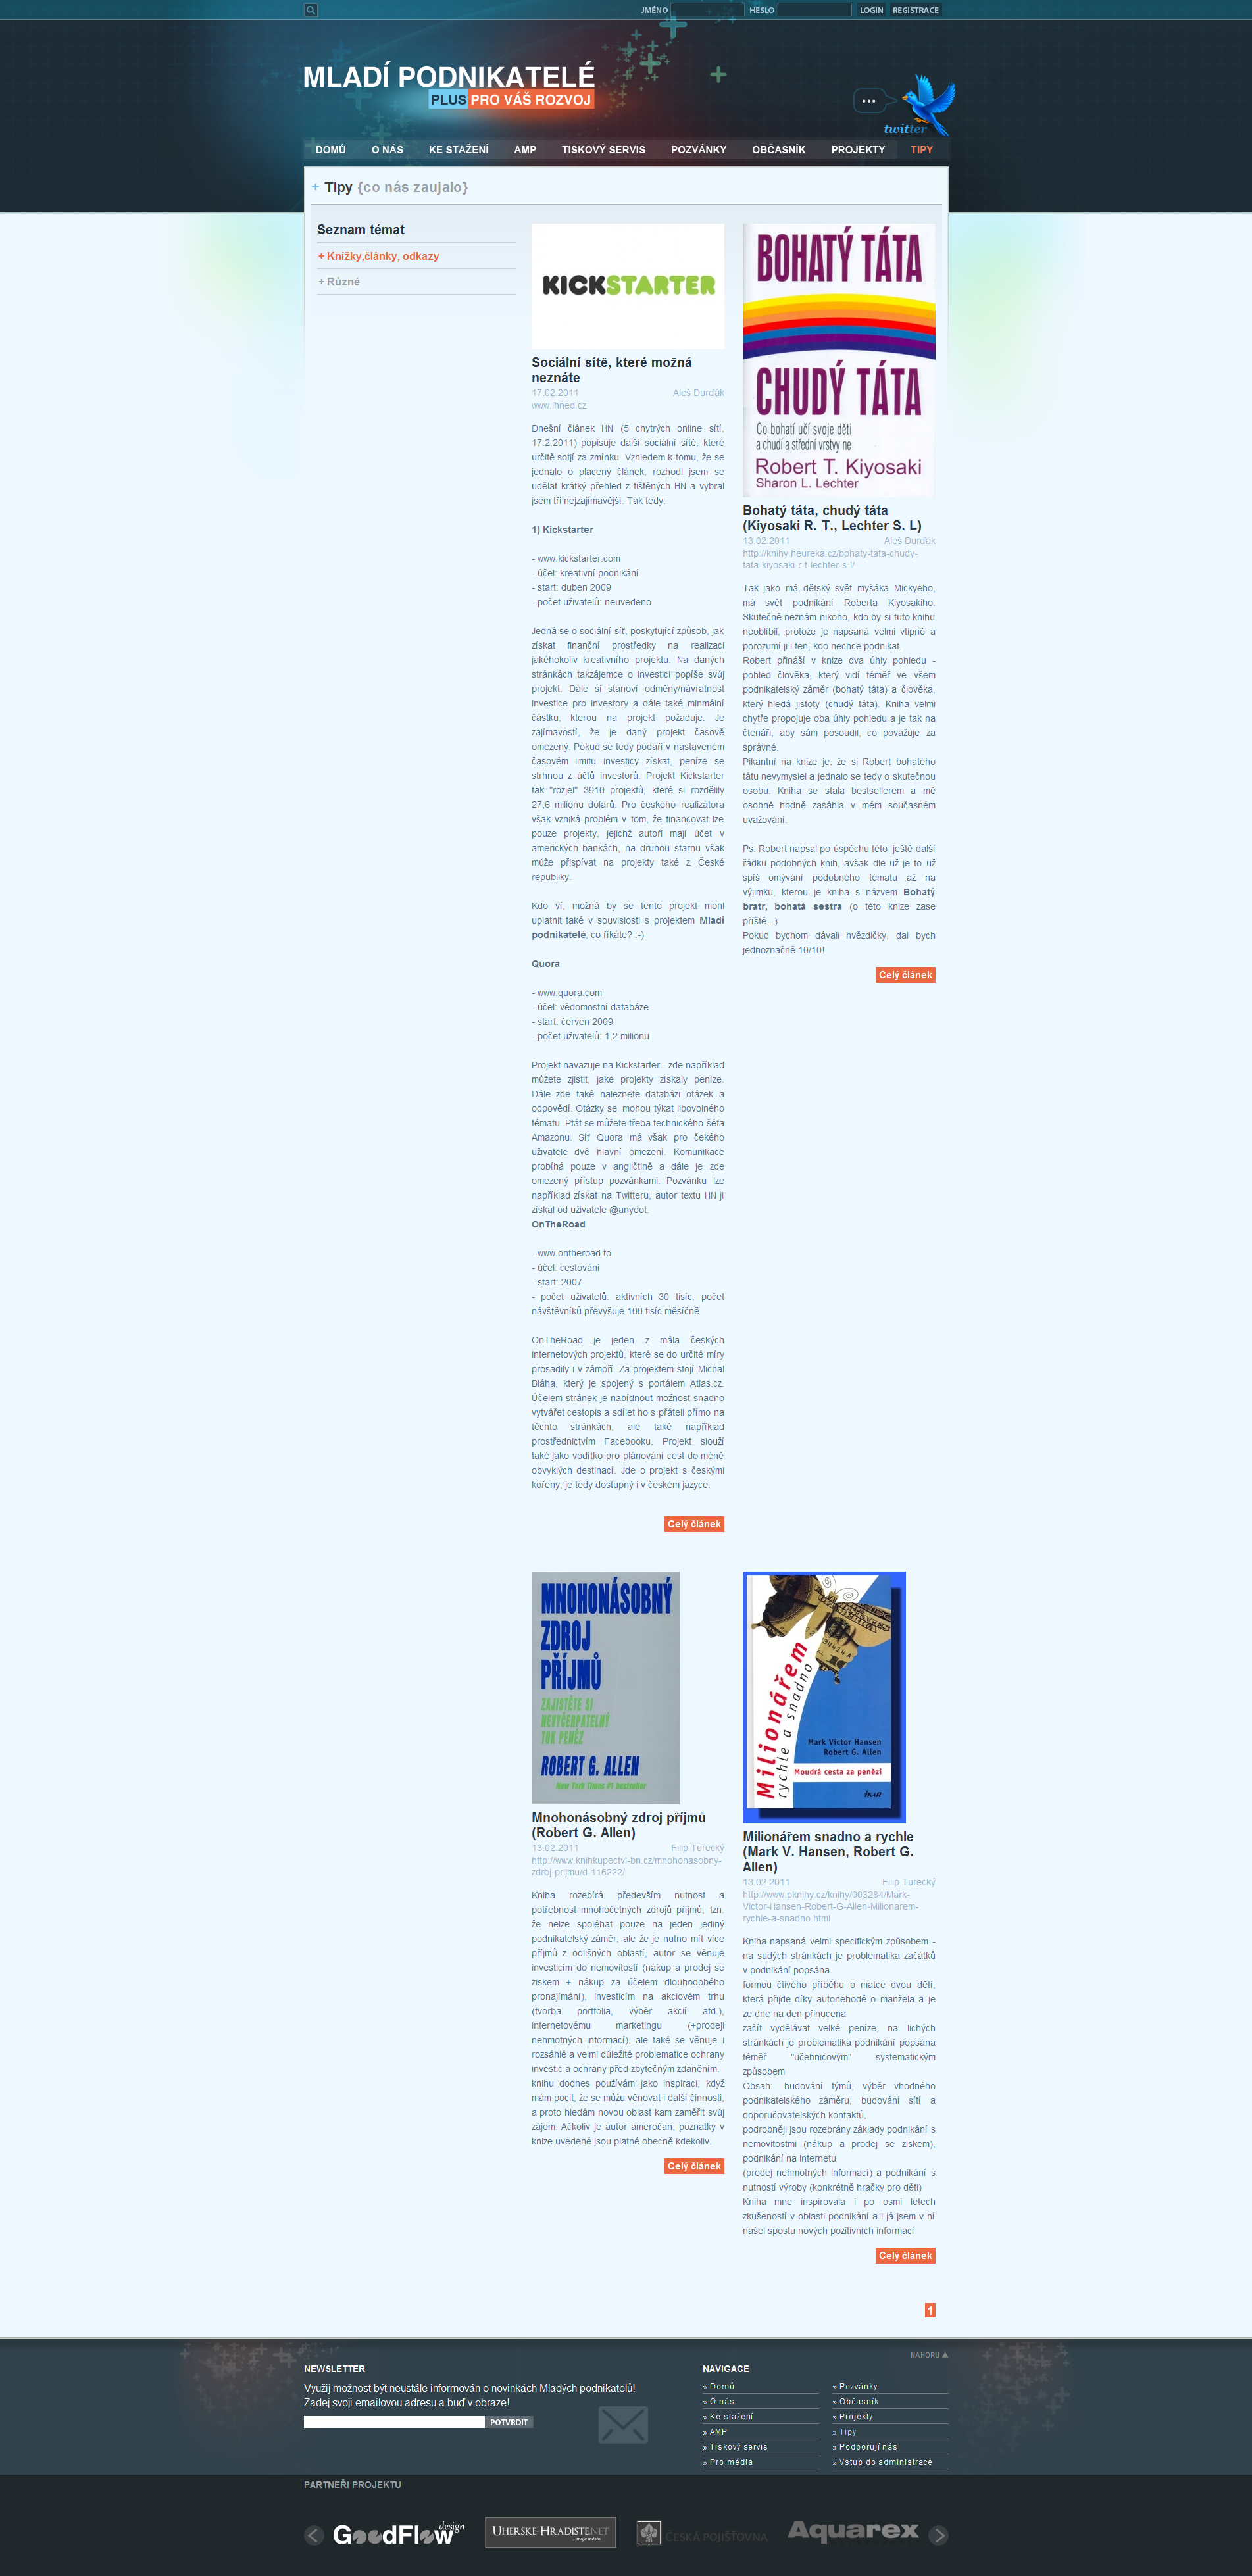 JMÉNO HESLO LOGIN REGISTRACE
MLADÍ PODNIKATELÉ
PLUS PRO VÁŠ ROZVOJ
...
twitter
DOMŮ O NÁS KE STAŽENÍ AMP TISKOVÝ SERVIS POZVÁNKY OBČASNÍK PROJEKTY TIPY
+ Tipy {co nás zaujalo}
Seznam témat
+ Knížky,články, odkazy
+ Různé
KICKSTARTER
Sociální sítě, které možná
neznáte
17.02.2011 Aleš Durďák
www.ihned.cz
Dnešní článek HN (5 chytrých online sítí,
17.2.2011) popisuje další sociální sítě, které
určitě sotjí za zmínku. Vzhledem k tomu, že se
jednalo o placený článek, rozhodl jsem se
udělat krátký přehled z tištěných HN a vybral
jsem tři nejzajímavější. Tak tedy:
1) Kickstarter
- www.kickstarter.com
- účel: kreativní podnikání
- start: duben 2009
- počet uživatelů: neuvedeno
Jedná se o sociální síť, poskytující způsob, jak
získat finanční prostředky na realizaci
jakéhokoliv kreativního projektu. Na daných
stránkách takzájemce o investici popíše svůj
projekt. Dále si stanoví odměny/návratnost
investice pro investory a dále také minmální
částku, kterou na projekt požaduje. Je
zajímavostí, že je daný projekt časově
omezený. Pokud se tedy podaří v nastaveném
časovém limitu investicy získat, peníze se
strhnou z účtů investorů. Projekt Kickstarter
tak "rozjel" 3910 projektů, které si rozdělily
27,6 milionu dolarů. Pro českého realizátora
však vzniká problém v tom, že financovat lze
pouze projekty, jejichž autoři mají účet v
amerických bankách, na druhou starnu však
může přispívat na projekty také z České
republiky.
Kdo ví, možná by se tento projekt mohl
uplatnit také v souvislosti s projektem Mladí
podnikatelé, co říkáte? :-)
Quora
- www.quora.com
- účel: vědomostní databáze
- start: červen 2009
- počet uživatelů: 1,2 milionu
Projekt navazuje na Kickstarter - zde například
můžete zjistit, jaké projekty získaly peníze.
Dále zde také naleznete databázi otázek a
odpovědí. Otázky se mohou týkat libovolného
tématu. Ptát se můžete třeba technického šéfa
Amazonu. Síť Quora má však pro čekého
uživatele dvě hlavní omezení. Komunikace
probíhá pouze v angličtině a dále je zde
omezený přístup pozvánkami. Pozvánku lze
například získat na Twitteru, autor textu HN ji
získal od uživatele @anydot.
OnTheRoad
- www.ontheroad.to
- účel: cestování
- start: 2007
- počet uživatelů: aktivních 30 tisíc, počet
návštěvníků převyšuje 100 tisíc měsíčně
OnTheRoad je jeden z mála českých
internetových projektů, které se do určité míry
prosadily i v zámoří. Za projektem stojí Michal
Bláha, který je spojený s portálem Atlas.cz.
Účelem stránek je nabídnout možnost snadno
vytvářet cestopis a sdílet ho s přáteli přímo na
těchto stránkách, ale také například
prostřednictvím Facebooku. Projekt slouží
také jako vodítko pro plánování cest do méně
obvyklých destinací. Jde o projekt s českými
kořeny, je tedy dostupný i v českém jazyce.
Celý článek
BOHATÝ TÁTA
CHUDÝ TÁTA
Co bohatí učí svoje děti
a chudí a střední vrstvy ne
Robert T. Kiyosaki
Sharon L. Lechter
Bohatý táta, chudý táta
(Kiyosaki R. T., Lechter S. L)
13.02.2011 Aleš Durďák
http://knihy.heureka.cz/bohaty-tata-chudy-
tata-kiyosaki-r-t-lechter-s-l/
Tak jako má dětský svět myšáka Mickyeho,
má svět podnikání Roberta Kiyosakiho.
Skutečně neznám nikoho, kdo by si tuto knihu
neoblíbil, protože je napsaná velmi vtipně a
porozumí jí i ten, kdo nechce podnikat.
Robert přináší v knize dva úhly pohledu -
pohled člověka, který vidí téměř ve všem
podnikatelský záměr (bohatý táta) a člověka,
který hledá jistoty (chudý táta). Kniha velmi
chytře propojuje oba úhly pohledu a je tak na
čtenáři, aby sám posoudil, co považuje za
správné.
Pikantní na knize je, že si Robert bohatého
tátu nevymyslel a jednalo se tedy o skutečnou
osobu. Kniha se stala bestsellerem a mě
osobně hodně zasáhla v mém současném
uvažování.
Ps: Robert napsal po úspěchu této ještě další
řádku podobných knih, avšak dle už je to už
spíš omývání podobného tématu až na
výjimku, kterou je kniha s názvem Bohatý
bratr, bohatá sestra (o této knize zase
příště...)
Pokud bychom dávali hvězdičky, dal bych
jednoznačně 10/10!
Celý článek
MNOHONÁSOBNÝ
ZDROJ
PŘÍJMŮ
ZAJISTĚTE SI
NEVYČERPATELNÝ
TOK PENĚZ
ROBERT G. ALLEN
New York Times #1 bestseller
Mnohonásobný zdroj příjmů
(Robert G. Allen)
13.02.2011 Filip Turecký
http://www.knihkupectvi-bn.cz/mnohonasobny-
zdroj-prijmu/d-116222/
Kniha rozebírá především nutnost a
potřebnost mnohočetných zdrojů příjmů, tzn.
že nelze spoléhat pouze na jeden jediný
podnikatelský záměr, ale že je nutno mít více
příjmů z odlišných oblastí, autor se věnuje
investicím do nemovitostí (nákup a prodej se
ziskem + nákup za účelem dlouhodobého
pronajímání), investicím na akciovém trhu
(tvorba portfolia, výběr akcií atd.),
internetovému marketingu (+prodeji
nehmotných informací), ale také se věnuje i
rozsáhlé a velmi důležité problematice ochrany
investic a ochrany před zbytečným zdaněním.
knihu dodnes používám jako inspiraci, když
mám pocit, že se můžu věnovat i další činnosti,
a proto hledám novou oblast kam zaměřit svůj
zájem. Ačkoliv je autor ameročan, poznatky v
knize uvedené jsou platné obecně kdekoliv.
Celý článek
Milionářem
rychle a snadno
Mark Victor Hansen
Robert G. Allen
Moudrá cesta za penězi
IKAR
Milionářem snadno a rychle
(Mark V. Hansen, Robert G.
Allen)
13.02.2011 Filip Turecký
http://www.pknihy.cz/knihy/003284/Mark-
Victor-Hansen-Robert-G-Allen-Milionarem-
rychle-a-snadno.html
Kniha napsaná velmi specifickým způsobem -
na sudých stránkách je problematika začátků
v podnikání popsána
formou čtivého příběhu o matce dvou dětí,
která přijde díky autonehodě o manžela a je
ze dne na den přinucena
začít vydělávat velké peníze, na lichých
stránkách je problematika podnikání popsána
téměř "učebnicovým" systematickým
způsobem
Obsah: budování týmů, výběr vhodného
podnikatelského záměru, budování sítí a
doporučovatelských kontaktů,
podrobněji jsou rozebrány základy podnikání s
nemovitostmi (nákup a prodej se ziskem),
podnikání na internetu
(prodej nehmotných informací) a podnikání s
nutností výroby (konkrétně hračky pro děti)
Kniha mne inspirovala i po osmi letech
zkušeností v oblasti podnikání a i já jsem v ní
našel spostu nových pozitivních informací
Celý článek
1
NAHORU
NEWSLETTER
Využij možnost být neustále informován o novinkách Mladých podnikatelů!
Zadej svoji emailovou adresu a buď v obraze!
POTVRDIT
NAVIGACE
» Domů » Pozvánky
» O nás » Občasník
» Ke stažení » Projekty
» AMP » Tipy
» Tiskový servis » Podporují nás
» Pro média » Vstup do administrace
PARTNEŘI PROJEKTU
GoodFlow design
UHERSKE-HRADISTE.NET
...moje město
ČESKÁ POJIŠŤOVNA
Aquarex